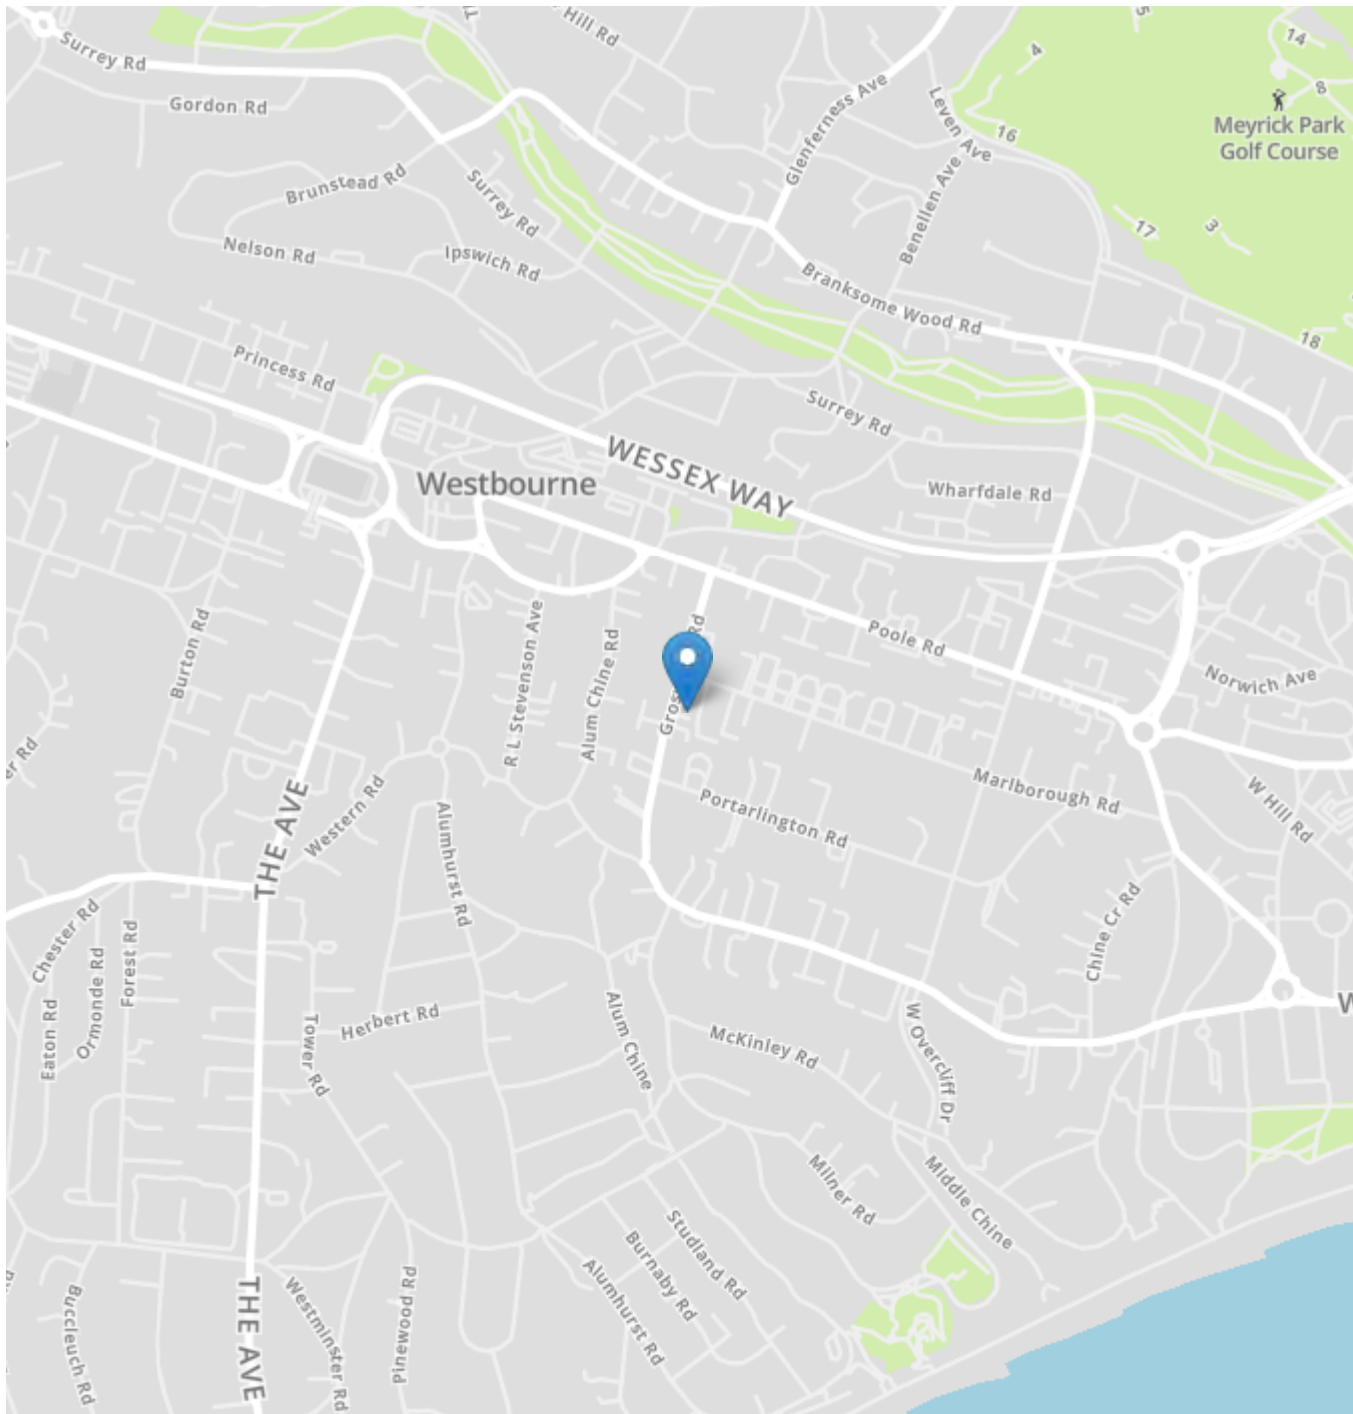 Hill Rd
Surrey Rd
Gordon Rd
Glenferness Ave
Leven Ave
4
5
14
8
16
Meyrick Park
Golf Course
Brunstead Rd
Surrey Rd
Benellen Ave
17
3
Nelson Rd
Ipswich Rd
Branksome Wood Rd
18
Princess Rd
Surrey Rd
WESSEX WAY
Westbourne
Wharfdale Rd
Burton Rd
R L Stevenson Ave
Alum Chine Rd
Gros
Rd
Poole Rd
Norwich Ave
er Rd
THE AVE
Western Rd
Alumhurst Rd
Portarlington Rd
Marlborough Rd
W Hill Rd
Chester Rd
Ormonde Rd
Forest Rd
Eaton Rd
Chine Cr Rd
Tower Rd
Herbert Rd
Alum Chine
McKinley Rd
W Overcliff Dr
W
Milner Rd
Middle Chine
Studland Rd
Burnaby Rd
Alumhurst Rd
Buccleuch Rd
THE AVE
Westminster Rd
Pinewood Rd